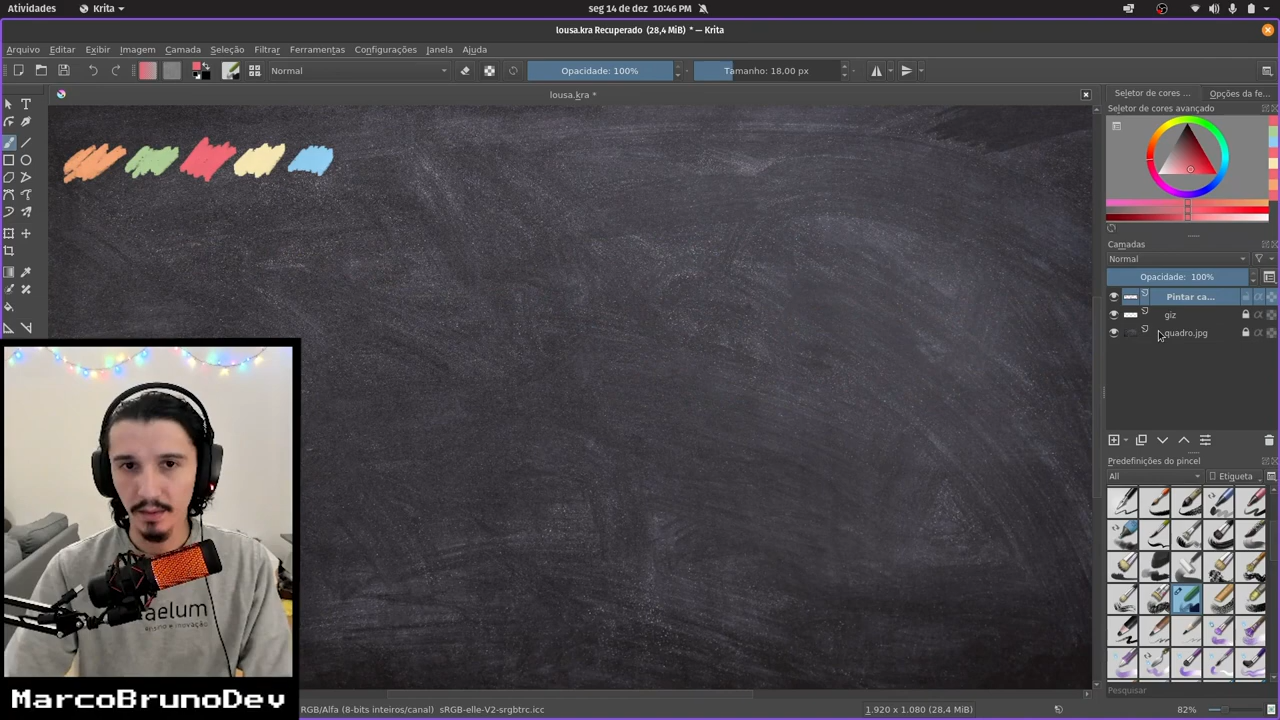 Atividades Krita seg 14 de dez 10:46 PM
lousa.kra Recuperado (28,4 MiB) * — Krita
Arquivo Editar Exibir Imagem Camada Seleção Filtrar Ferramentas Configurações Janela Ajuda
Normal Opacidade: 100% Tamanho: 18,00 px
lousa.kra *
Seletor de cores ... Opções da fe...
Seletor de cores avançado
Camadas
Normal
Opacidade: 100%
Pintar ca...
giz
quadro.jpg
Predefinições do pincel
All Etiqueta
Pesquisar
aelum
ensino e inovação
MarcoBrunoDev
RGB/Alfa (8-bits inteiros/canal) sRGB-elle-V2-srgbtrc.icc 1.920 x 1.080 (28,4 MiB) 82%